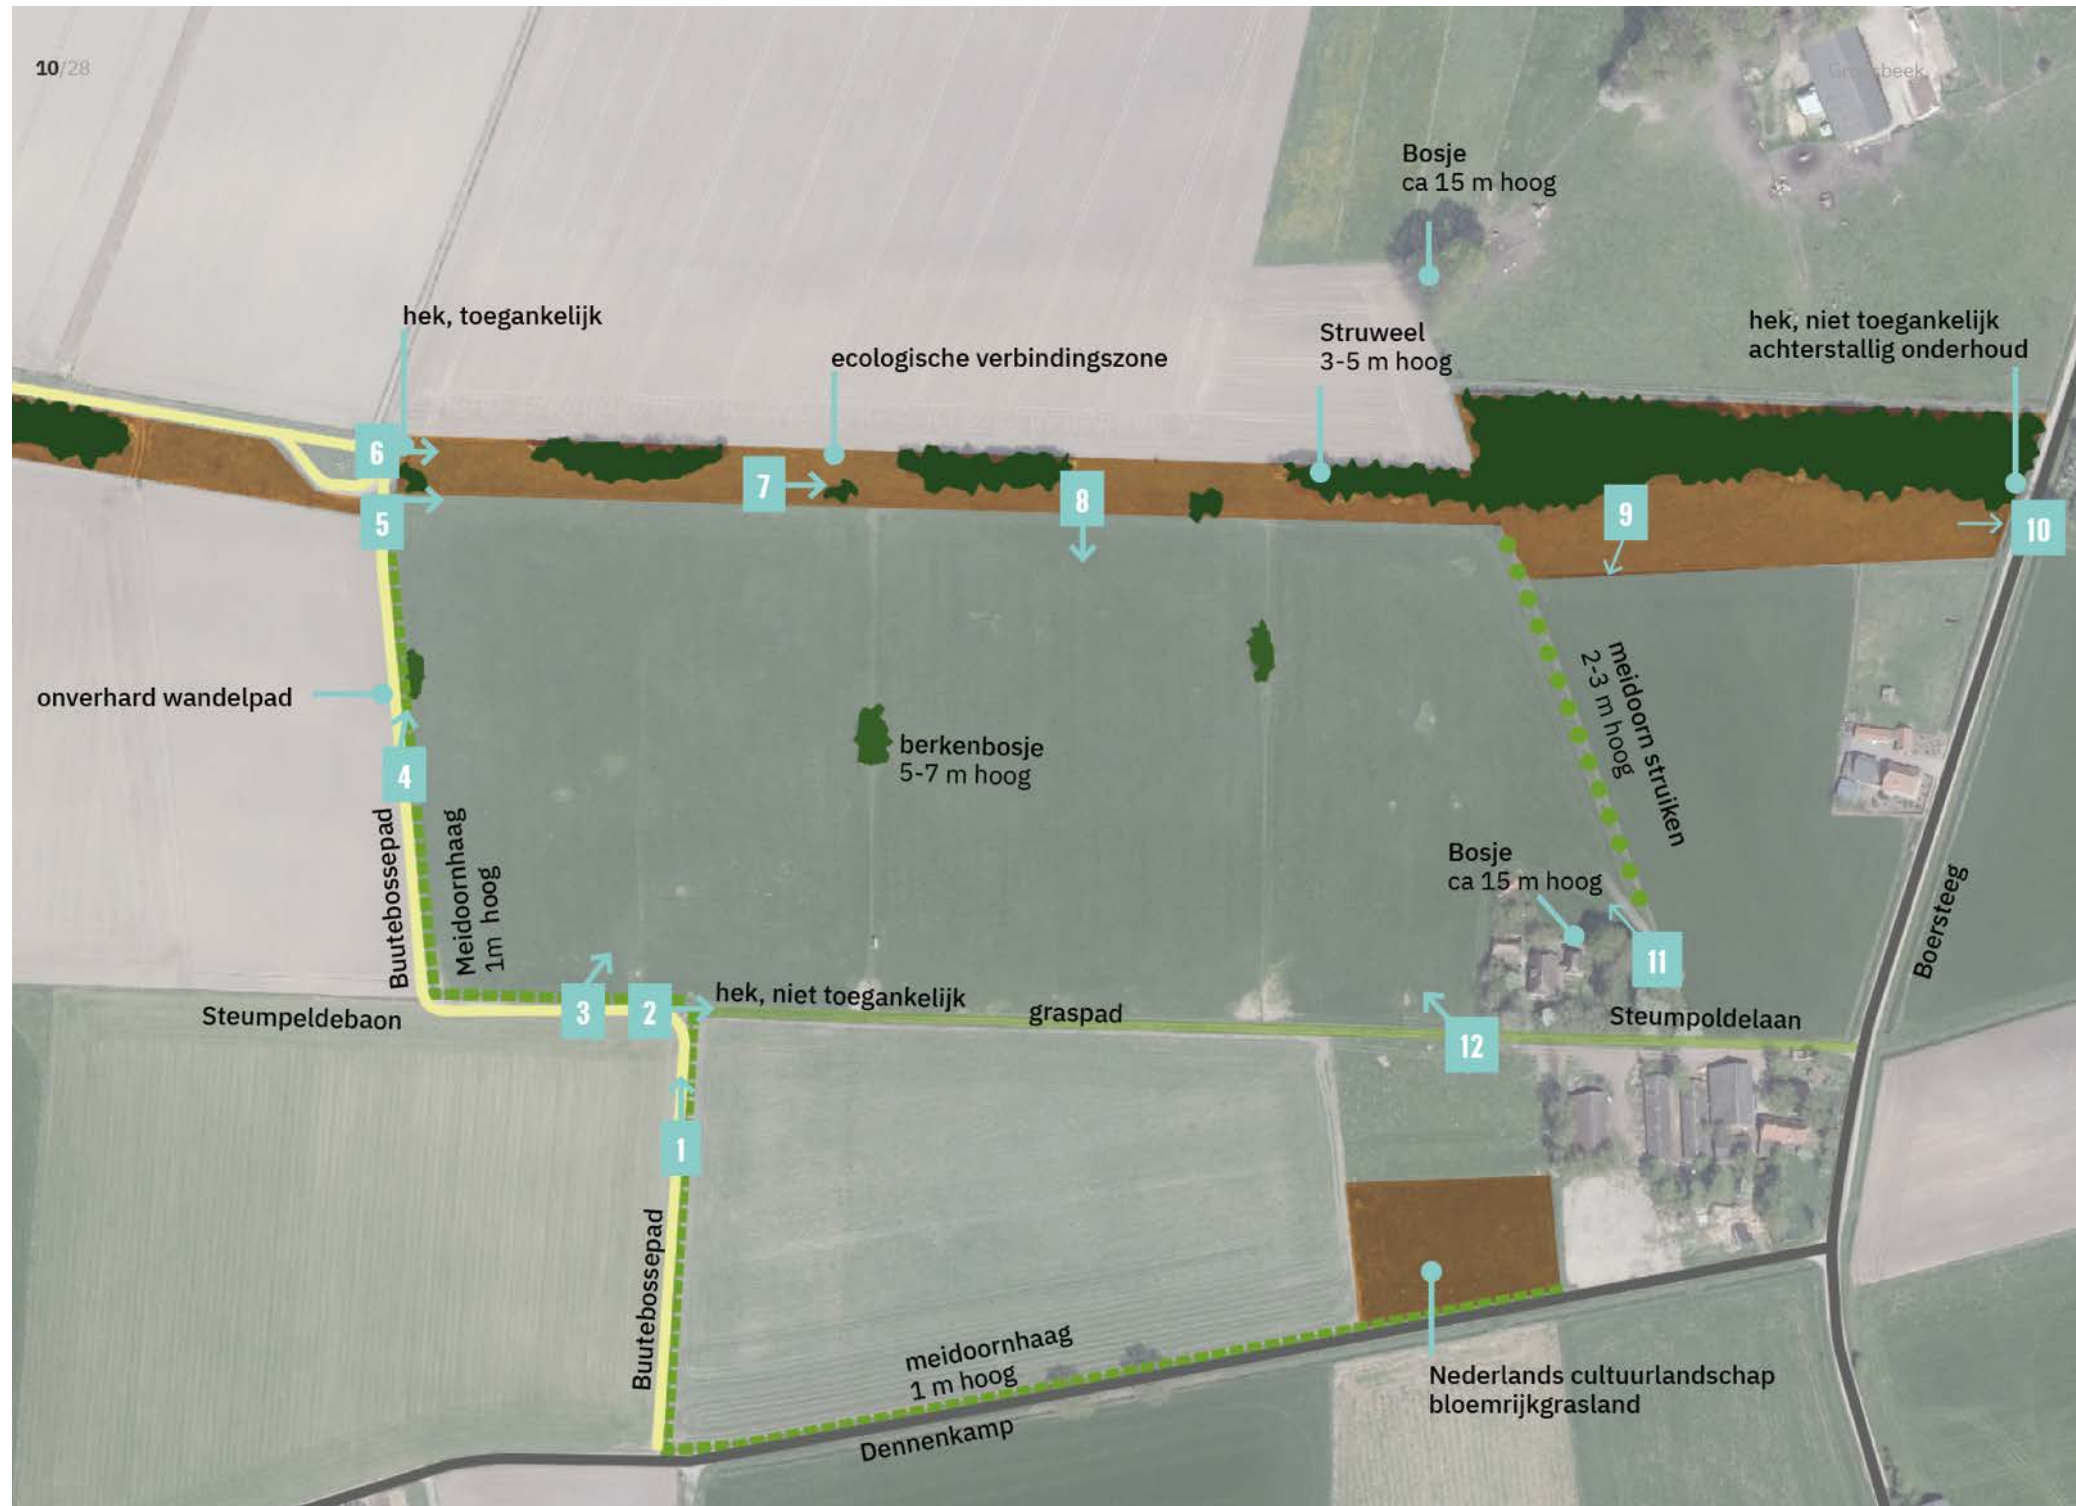 10/28
Groesbeek
Bosje
ca 15 m hoog
hek, toegankelijk
hek, niet toegankelijk
achterstallig onderhoud
Struweel
3-5 m hoog
ecologische verbindingszone
6
7
8
5
9
10
onverhard wandelpad
meidoorn struiken
2-3 m hoog
berkenbosje
5-7 m hoog
4
Buutebossepad
Meidoornhaag
1m hoog
Bosje
ca 15 m hoog
11
Boersteeg
3
2
hek, niet toegankelijk
Steumpeldebaon
graspad
Steumpoldelaan
12
1
Buutebossepad
meidoornhaag
1 m hoog
Dennenkamp
Nederlands cultuurlandschap
bloemrijkgrasland